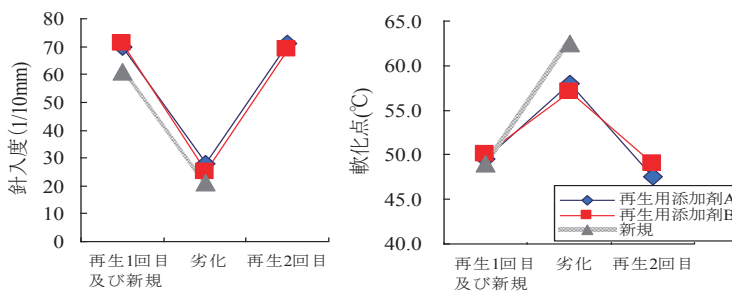 80
70
60
50
40
30
20
10
0
針入度(1/10mm)
再生1回目
及び新規
劣化
再生2回目
65.0
60.0
55.0
50.0
45.0
40.0
軟化点(℃)
再生1回目
及び新規
劣化
再生2回目
再生用添加剤A
再生用添加剤B
新規